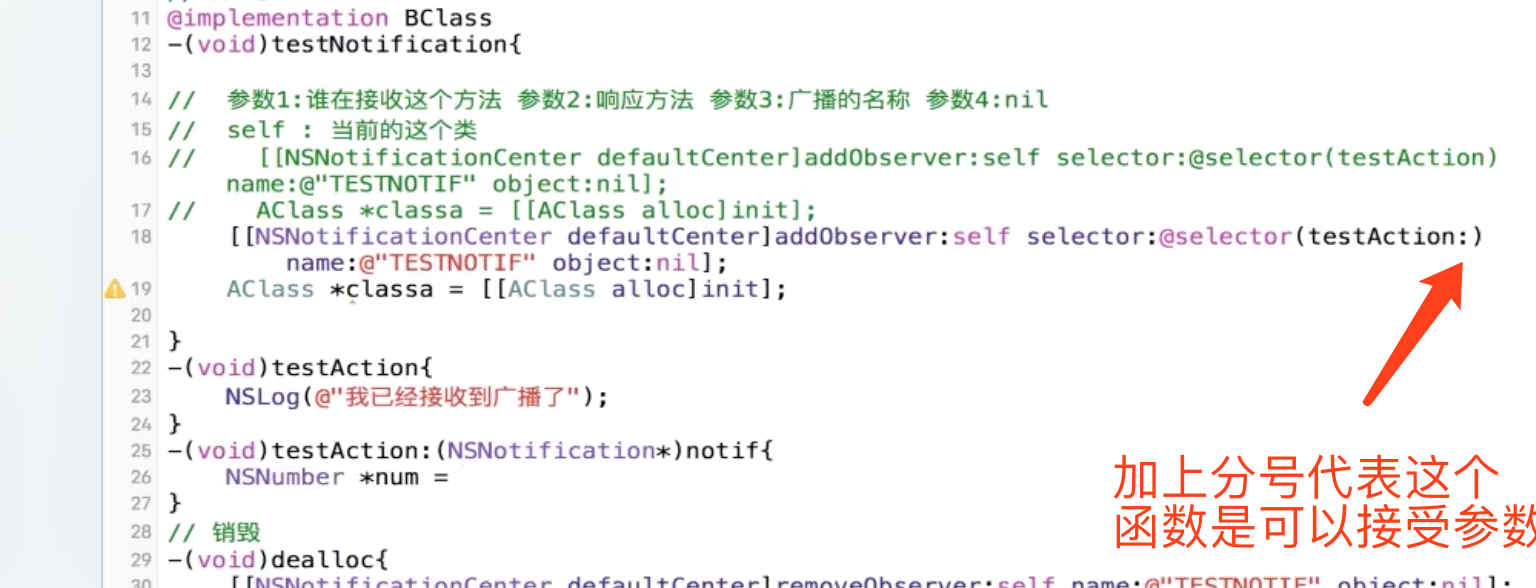 11 @implementation BClass
12 -(void)testNotification{
13
14 //  参数1:谁在接收这个方法 参数2:响应方法 参数3:广播的名称 参数4:nil
15 //  self : 当前的这个类
16 //    [[NSNotificationCenter defaultCenter]addObserver:self selector:@selector(testAction)
name:@"TESTNOTIF" object:nil];
17 //    AClass *classa = [[AClass alloc]init];
18 [[NSNotificationCenter defaultCenter]addObserver:self selector:@selector(testAction:)
name:@"TESTNOTIF" object:nil];
19 AClass *classa = [[AClass alloc]init];
20
21 }
22 -(void)testAction{
23 NSLog(@"我已经接收到广播了");
24 }
25 -(void)testAction:(NSNotification*)notif{
26 NSNumber *num =
27 }
加上分号代表这个
函数是可以接受参数
28 // 销毁
29 -(void)dealloc{
30 [[NSNotificationCenter defaultCenter]removeObserver:self name:@"TESTNOTIF" object:nil];